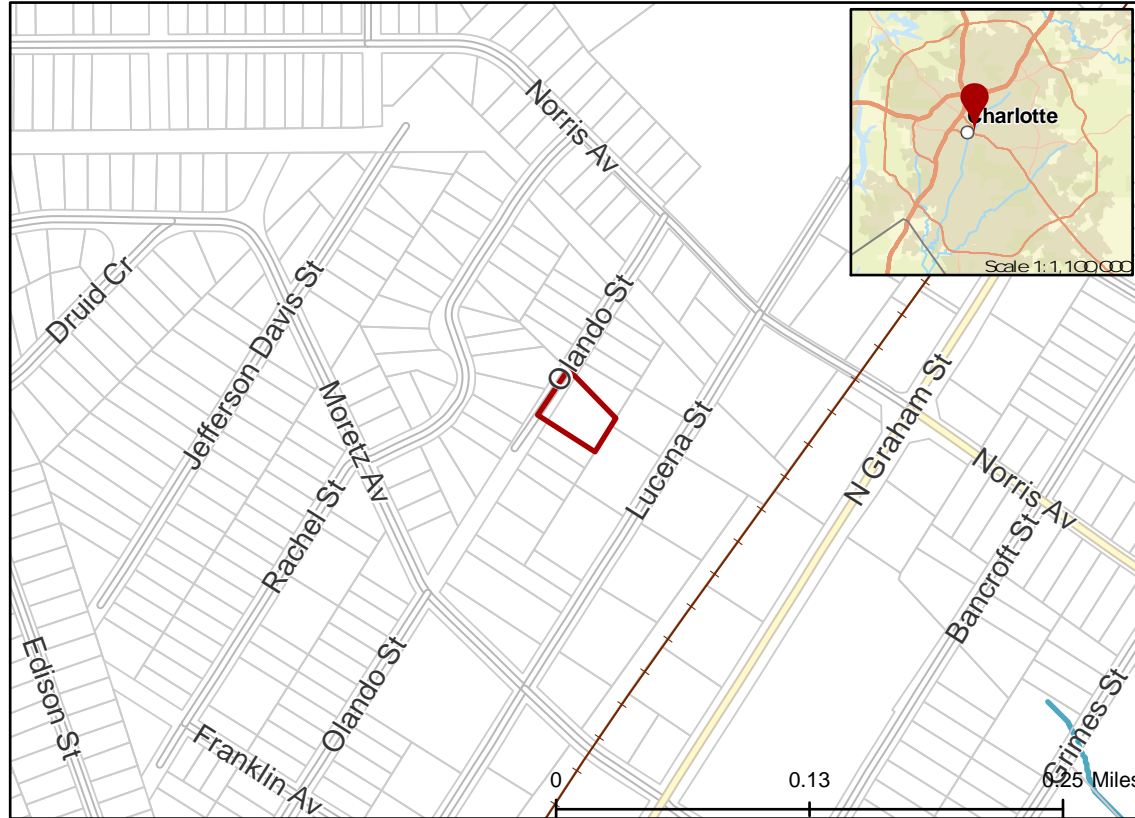 Charlotte
Scale 1: 1,100,000
Norris Av
Druid Cr
Jefferson Davis St
Olando St
Moretz Av
Lucena St
N Graham St
Norris Av
Rachel St
Bancroft St
Edison St
Olando St
Grimes St
Franklin Av
0 0.13 0.25 Miles